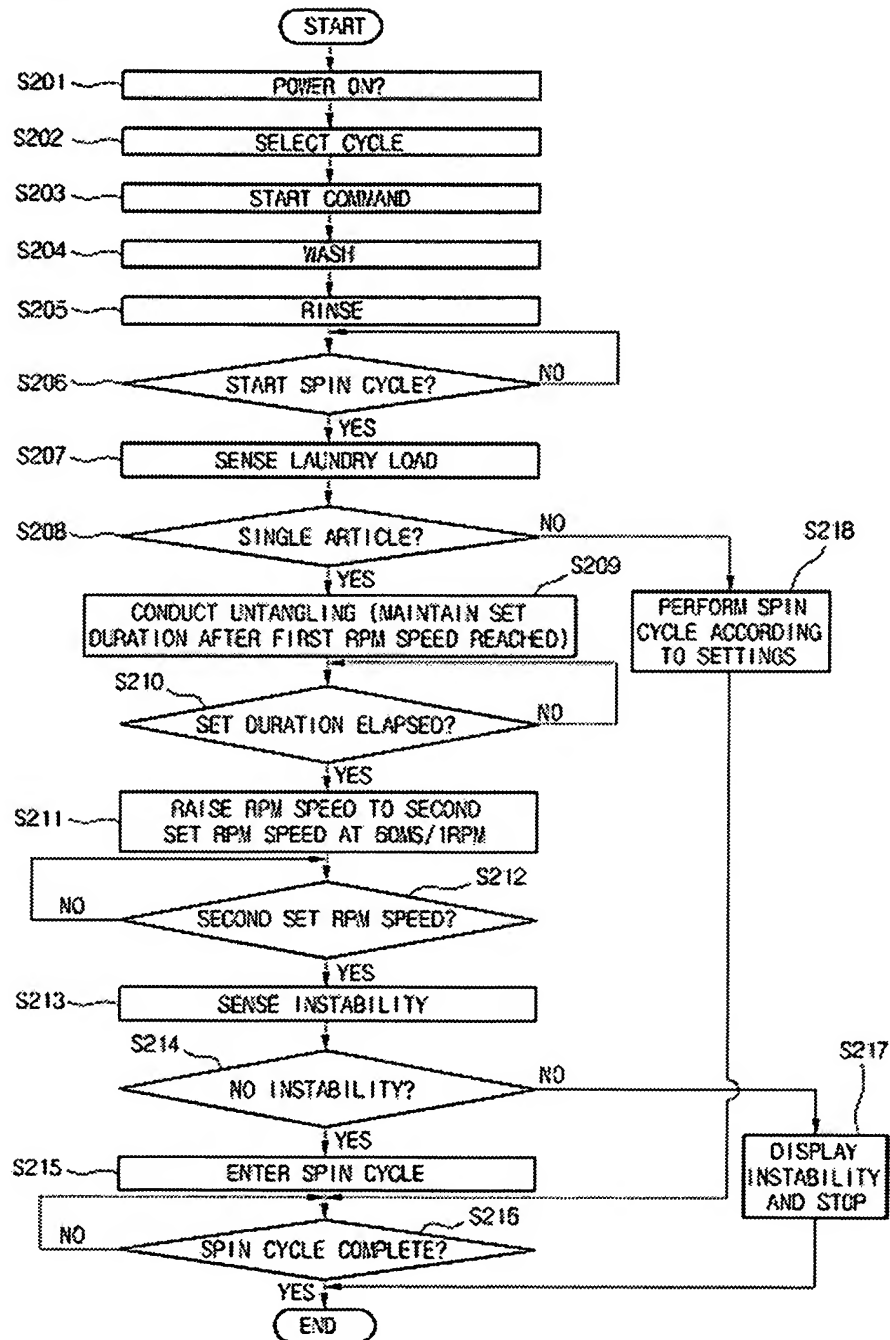 START
S201
POWER ON?
S202
SELECT CYCLE
S203
START COMMAND
S204
WASH
S205
RINSE
S206
START SPIN CYCLE?
NO
YES
S207
SENSE LAUNDRY LOAD
S208
SINGLE ARTICLE?
NO
YES
S218
PERFORM SPIN
CYCLE ACCORDING
TO SETTINGS
S209
CONDUCT UNTANGLING (MAINTAIN SET
DURATION AFTER FIRST RPM SPEED REACHED)
S210
SET DURATION ELAPSED?
NO
YES
S211
RAISE RPM SPEED TO SECOND
SET RPM SPEED AT 60MS/1RPM
S212
SECOND SET RPM SPEED?
NO
YES
S213
SENSE INSTABILITY
S214
NO INSTABILITY?
NO
YES
S217
DISPLAY
INSTABILITY
AND STOP
S215
ENTER SPIN CYCLE
S216
SPIN CYCLE COMPLETE?
NO
YES
END